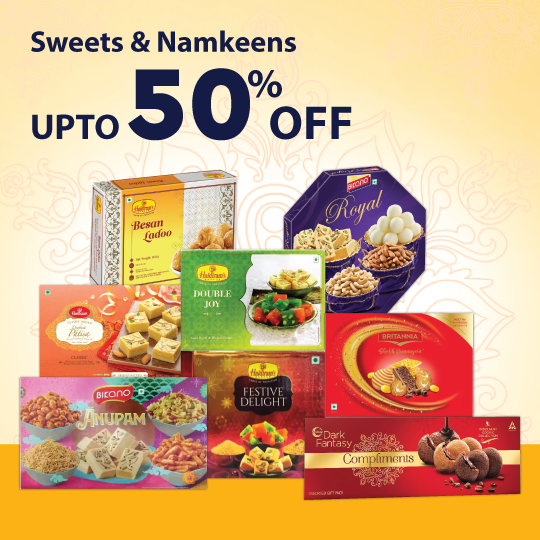 Sweets & Namkeens
UPTO 50% OFF
Haldiram's
Besan
Ladoo
BIKANO
Royal
Haldiram's
DOUBLE
JOY
Haldiram's
CLASSIC
BRITANNIA
Haldiram's
FESTIVE
DELIGHT
BIKANO
ANUPAM
Dark
Fantasy
Compliments